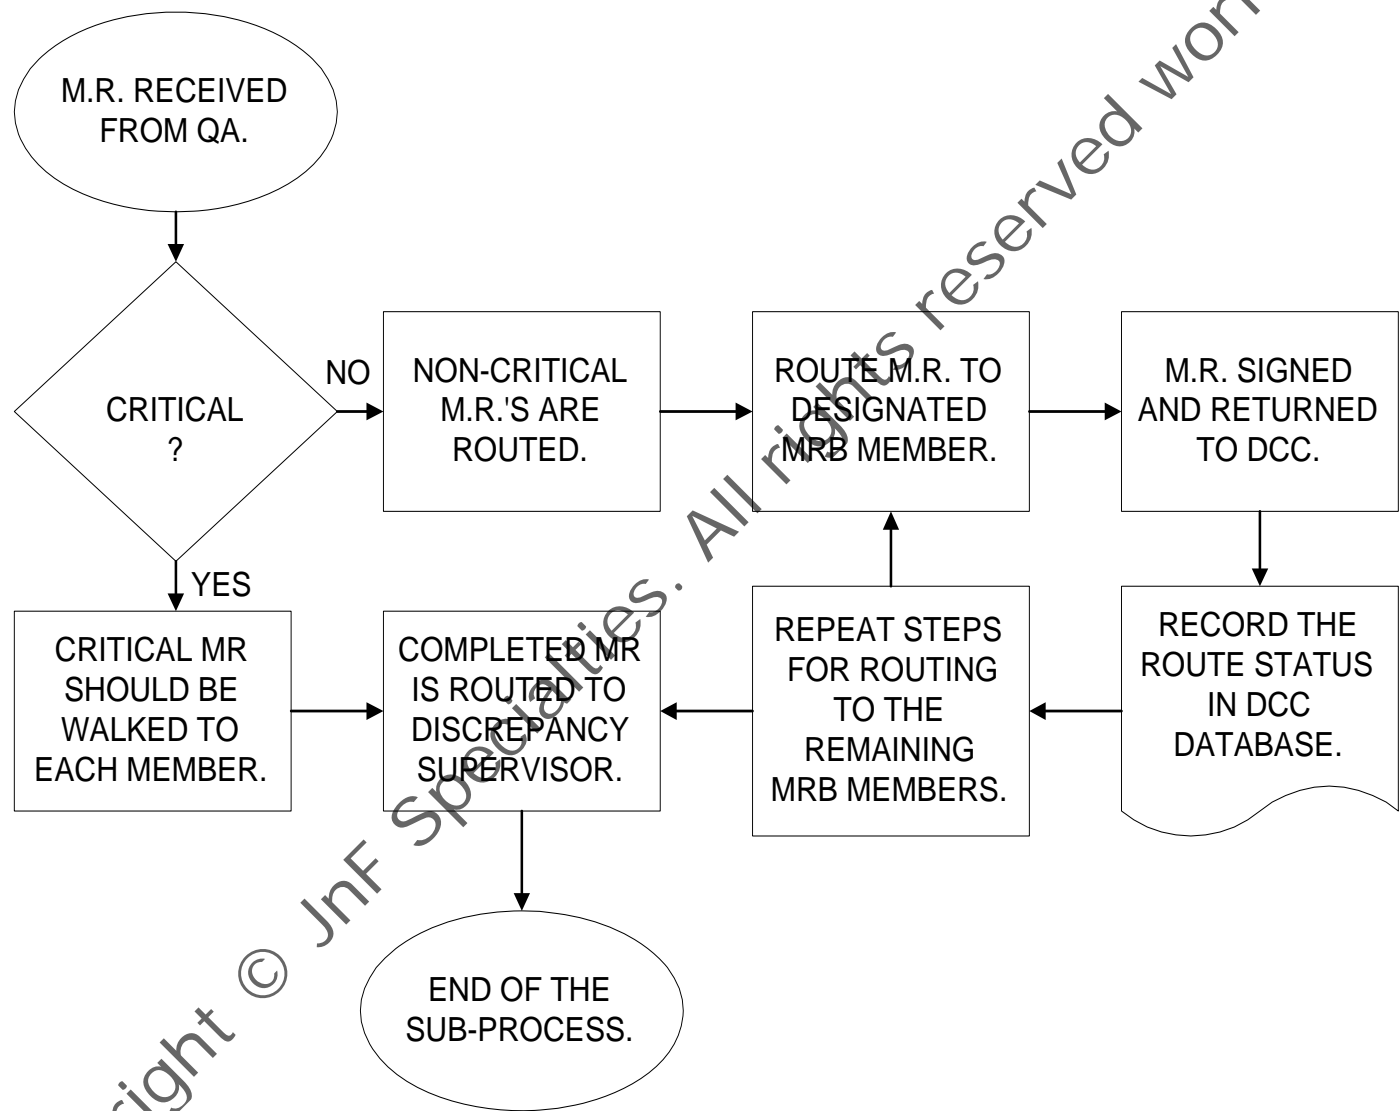 M.R. RECEIVED
FROM QA.
CRITICAL
?
NO
YES
NON-CRITICAL
M.R.'S ARE
ROUTED.
ROUTE M.R. TO
DESIGNATED
MRB MEMBER.
M.R. SIGNED
AND RETURNED
TO DCC.
CRITICAL MR
SHOULD BE
WALKED TO
EACH MEMBER.
COMPLETED MR
IS ROUTED TO
DISCREPANCY
SUPERVISOR.
REPEAT STEPS
FOR ROUTING
TO THE
REMAINING
MRB MEMBERS.
RECORD THE
ROUTE STATUS
IN DCC
DATABASE.
END OF THE
SUB-PROCESS.
right © JnF Specialties. All rights reserved wor